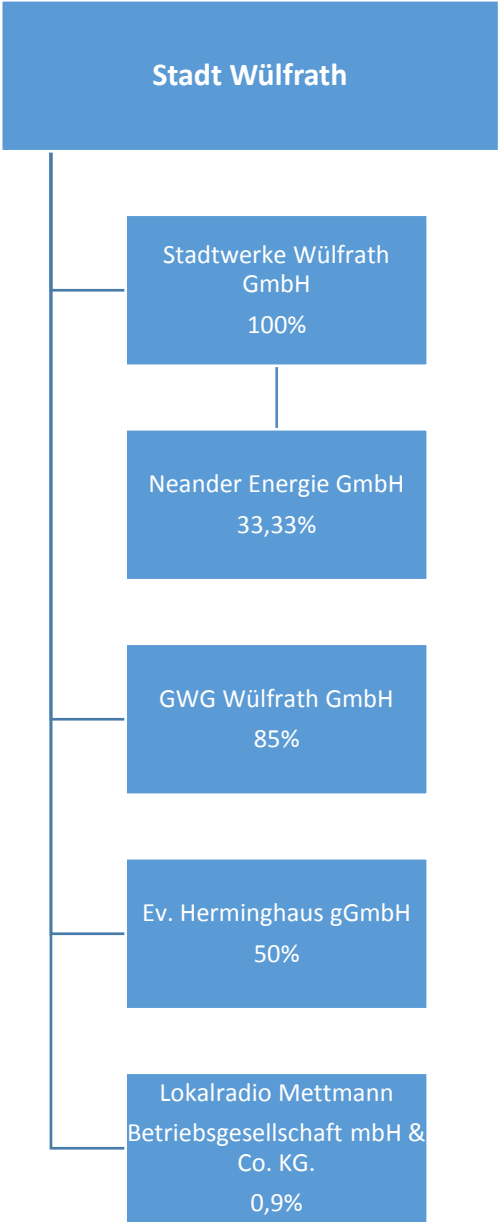 Stadt Wülfrath
Stadtwerke Wülfrath
GmbH
100%
Neander Energie GmbH
33,33%
GWG Wülfrath GmbH
85%
Ev. Herminghaus gGmbH
50%
Lokalradio Mettmann
Betriebsgesellschaft mbH &
Co. KG.
0,9%